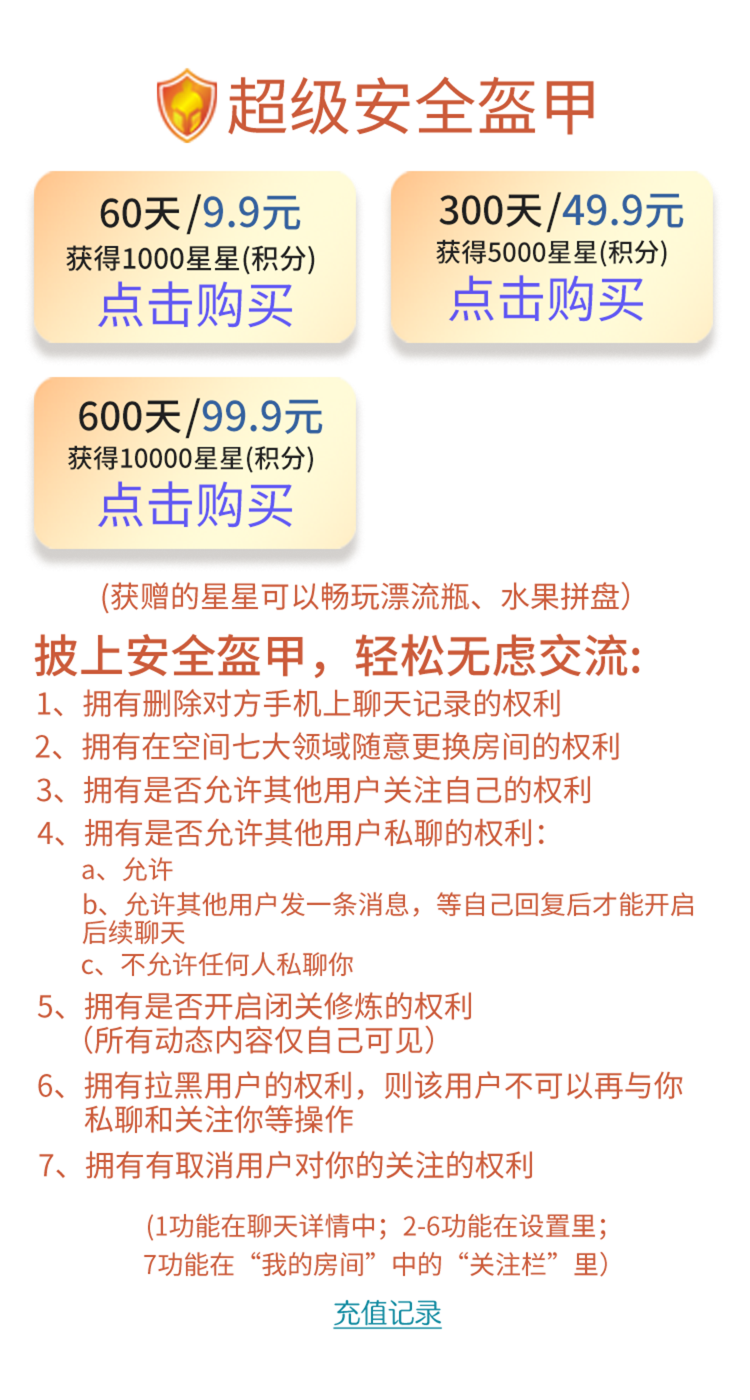 超级安全盔甲
60天/9.9元
获得1000星星(积分)
点击购买
300天/49.9元
获得5000星星(积分)
点击购买
600天/99.9元
获得10000星星(积分)
点击购买
(获赠的星星可以畅玩漂流瓶、水果拼盘）
披上安全盔甲，轻松无虑交流:
1、拥有删除对方手机上聊天记录的权利
2、拥有在空间七大领域随意更换房间的权利
3、拥有是否允许其他用户关注自己的权利
4、拥有是否允许其他用户私聊的权利：
a、允许
b、允许其他用户发一条消息，等自己回复后才能开启
后续聊天
c、不允许任何人私聊你
5、拥有是否开启闭关修炼的权利
（所有动态内容仅自己可见）
6、拥有拉黑用户的权利，则该用户不可以再与你
私聊和关注你等操作
7、拥有有取消用户对你的关注的权利
(1功能在聊天详情中；2-6功能在设置里；
7功能在“我的房间”中的“关注栏”里）
充值记录